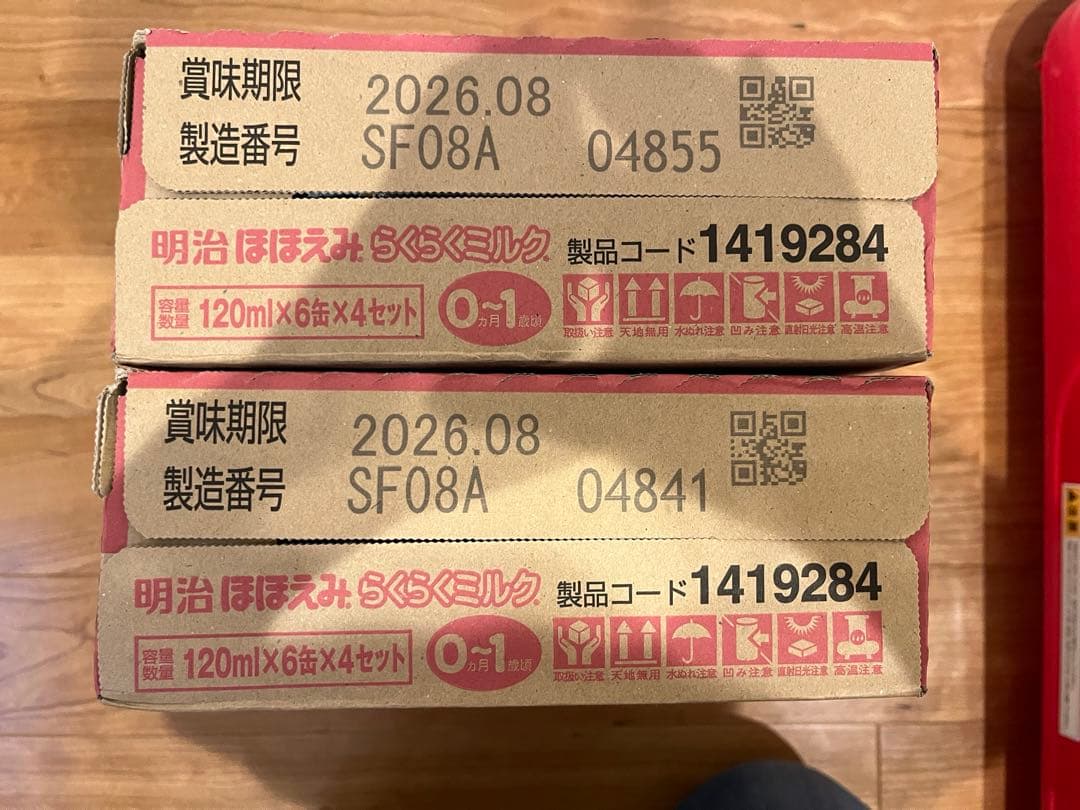 賞味期限 2026.08
製造番号 SF08A 04855
明治 ほほえみ らくらくミルク 製品コード1419284
容量数量 120ml×6缶×4セット 0ヵ月~1歳頃
取扱い注意 天地無用 水ぬれ注意 凹み注意 直射日光注意 高温注意
賞味期限 2026.08
製造番号 SF08A 04841
明治 ほほえみ らくらくミルク 製品コード1419284
容量数量 120ml×6缶×4セット 0ヵ月~1歳頃
取扱い注意 天地無用 水ぬれ注意 凹み注意 直射日光注意 高温注意